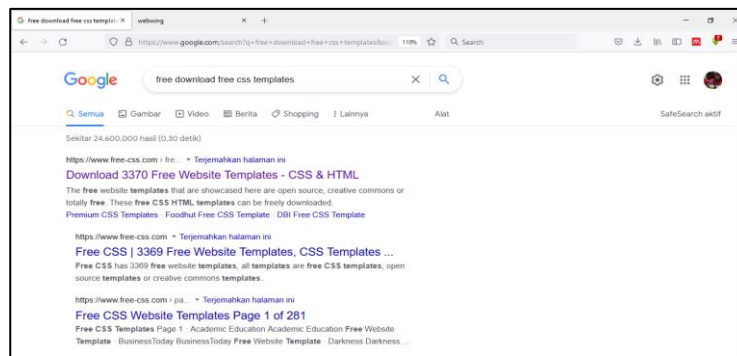 free download free css templat
webwing
https://www.google.com/search?q=free+download+free+css+templates&sou
110%
Search
Google
free download free css templates
Semua
Gambar
Video
Berita
Shopping
Lainnya
Alat
SafeSearch aktif
Sekitar 24.600.000 hasil (0,30 detik)
https://www.free-css.com › fre... Terjemahkan halaman ini
Download 3370 Free Website Templates - CSS & HTML
The free website templates that are showcased here are open source, creative commons or
totally free. These free CSS HTML templates can be freely downloaded.
Premium CSS Templates · Foodhut Free CSS Template · DBI Free CSS Template
https://www.free-css.com Terjemahkan halaman ini
Free CSS | 3369 Free Website Templates, CSS Templates ...
Free CSS has 3369 free website templates, all templates are free CSS templates, open
source templates or creative commons templates.
https://www.free-css.com › pa... Terjemahkan halaman ini
Free CSS Website Templates Page 1 of 281
Free CSS Templates Page 1 · Academic Education Academic Education Free Website
Template · BusinessToday BusinessToday Free Website Template · Darkness Darkness ...